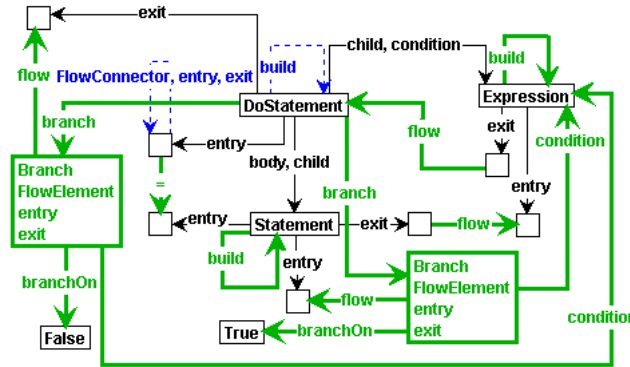 exit
child, condition
build
flow
FlowConnector, entry, exit
build
Expression
DoStatement
branch
flow
exit
condition
entry
body, child
Branch
FlowElement
entry
exit
=
branch
entry
entry
Statement
exit
flow
build
entry
Branch
FlowElement
entry
exit
branchOn
flow
condition
False
True
branchOn